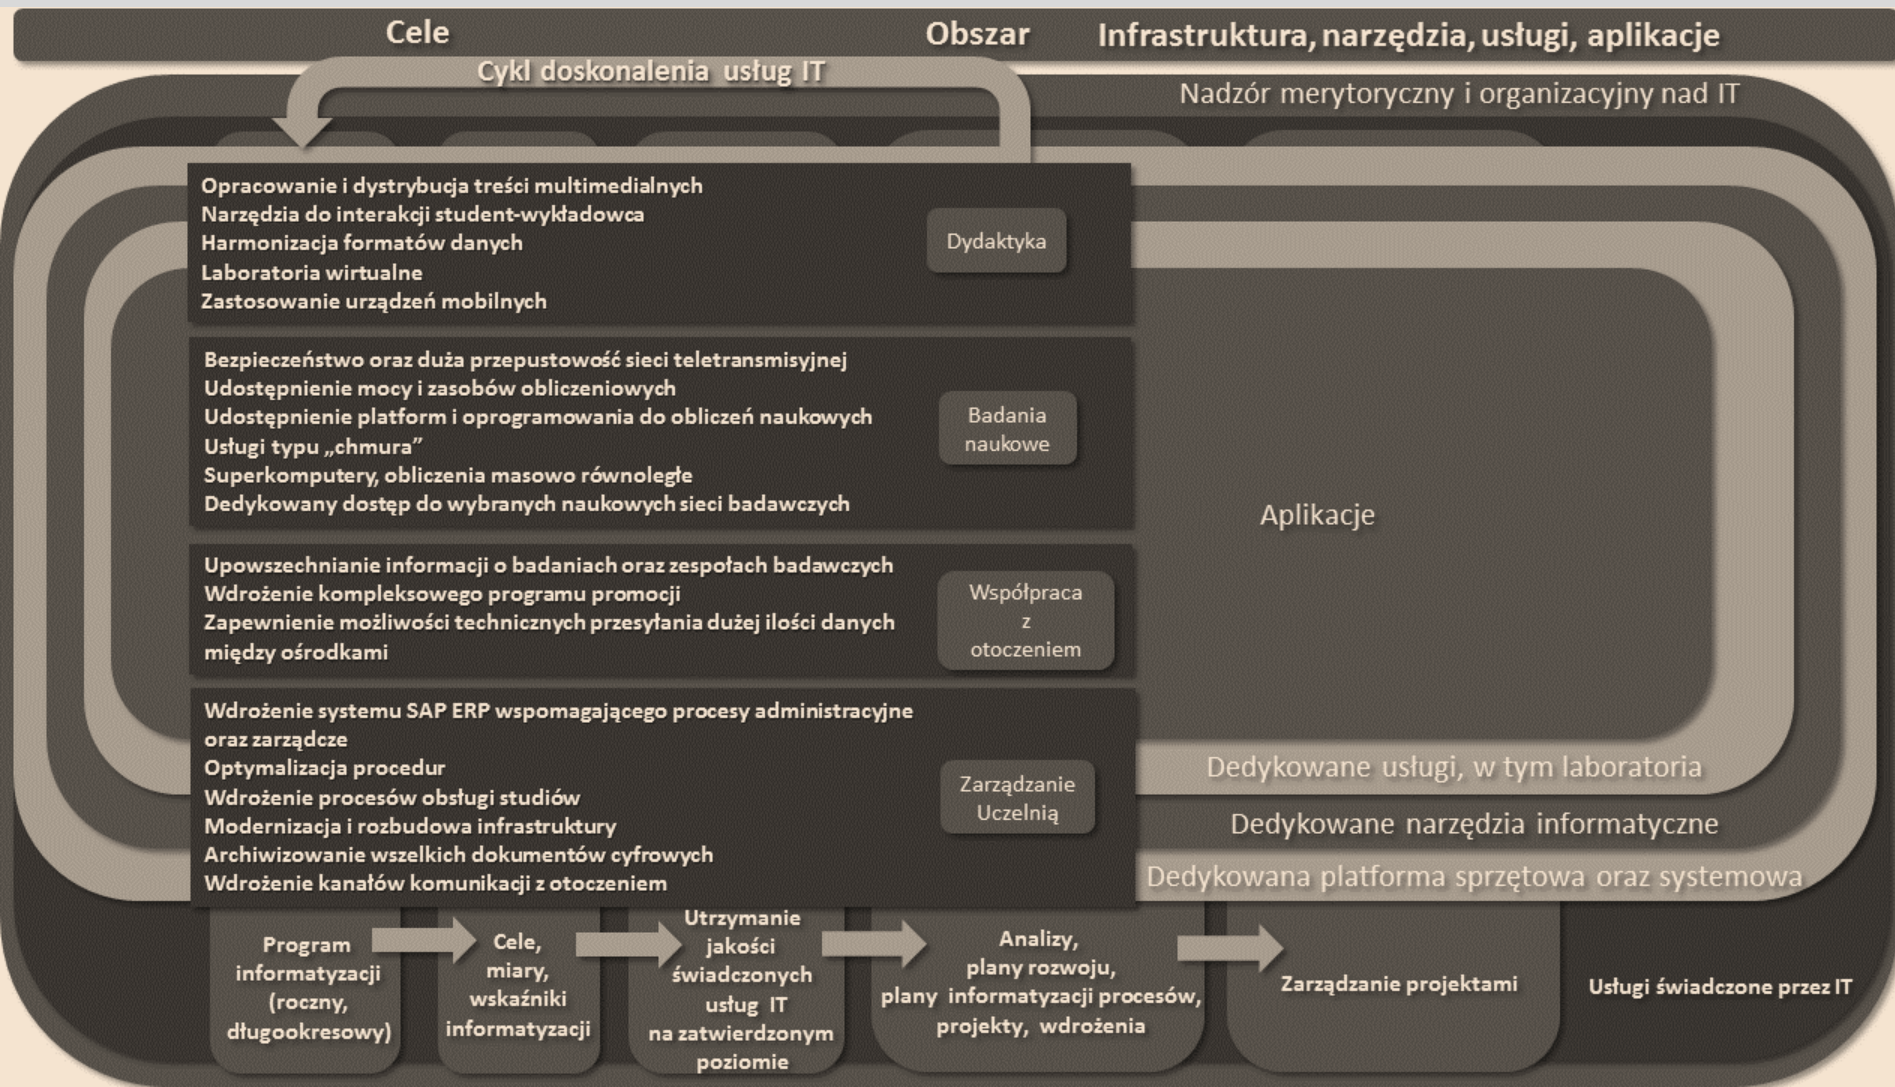 Cele
Obszar
Infrastruktura, narzędzia, usługi, aplikacje
Cykl doskonalenia usług IT
Nadzór merytoryczny i organizacyjny nad IT
Opracowanie i dystrybucja treści multimedialnych
Narzędzia do interakcji student-wykładowca
Harmonizacja formatów danych
Laboratoria wirtualne
Zastosowanie urządzeń mobilnych
Dydaktyka
Bezpieczeństwo oraz duża przepustowość sieci teletransmisyjnej
Udostępnienie mocy i zasobów obliczeniowych
Udostępnienie platform i oprogramowania do obliczeń naukowych
Usługi typu „chmura”
Superkomputery, obliczenia masowo równoległe
Dedykowany dostęp do wybranych naukowych sieci badawczych
Badania
naukowe
Aplikacje
Upowszechnianie informacji o badaniach oraz zespołach badawczych
Wdrożenie kompleksowego programu promocji
Zapewnienie możliwości technicznych przesyłania dużej ilości danych
między ośrodkami
Współpraca
z
otoczeniem
Wdrożenie systemu SAP ERP wspomagającego procesy administracyjne
oraz zarządcze
Optymalizacja procedur
Wdrożenie procesów obsługi studiów
Modernizacja i rozbudowa infrastruktury
Archiwizowanie wszelkich dokumentów cyfrowych
Wdrożenie kanałów komunikacji z otoczeniem
Zarządzanie
Uczelnią
Dedykowane usługi, w tym laboratoria
Dedykowane narzędzia informatyczne
Dedykowana platforma sprzętowa oraz systemowa
Program
informatyzacji
(roczny,
długookresowy)
Cele,
miary,
wskaźniki
informatyzacji
Utrzymanie
jakości
świadczonych
usług IT
na zatwierdzonym
poziomie
Analizy,
plany rozwoju,
plany informatyzacji procesów,
projekty, wdrożenia
Zarządzanie projektami
Usługi świadczone przez IT